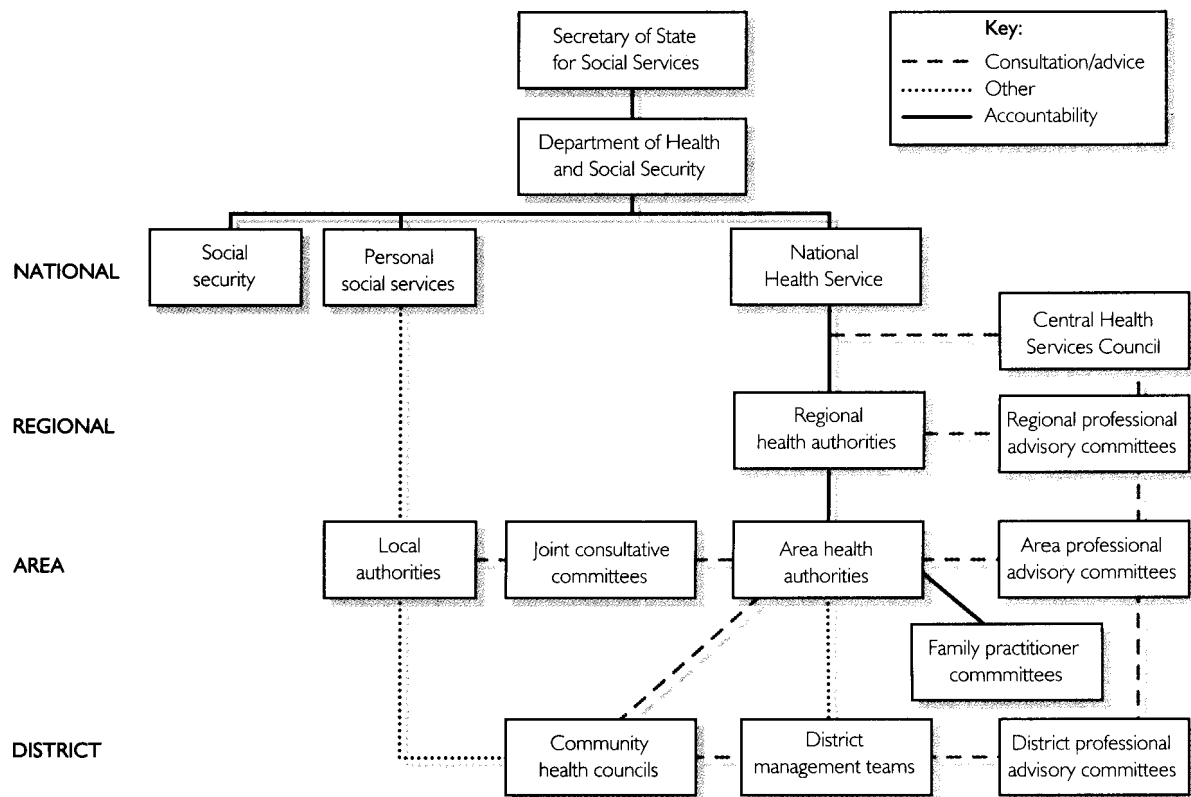 Secretary of State
for Social Services
Key:
Consultation/advice
Other
Accountability
Department of Health
and Social Security
NATIONAL
Social
security
Personal
social services
National
Health Service
Central Health
Services Council
REGIONAL
Regional
health authorities
Regional professional
advisory committees
AREA
Local
authorities
Joint consultative
committees
Area health
authorities
Area professional
advisory committees
Family practitioner
commmittees
DISTRICT
Community
health councils
District
management teams
District professional
advisory committees